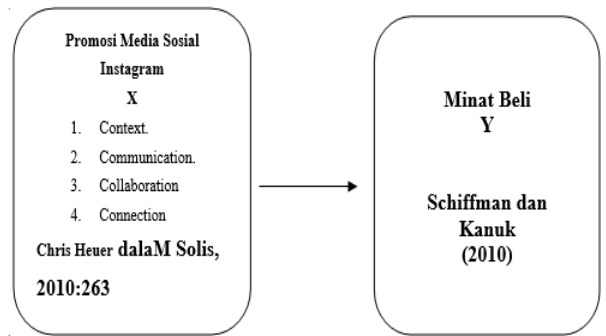 Promosi Media Sosial
Instagram
X
1. Context.
2. Communication.
3. Collaboration
4. Connection
Chris Heuer dalaM Solis,
2010:263
Minat Beli
Y
Schiffman dan
Kanuk
(2010)